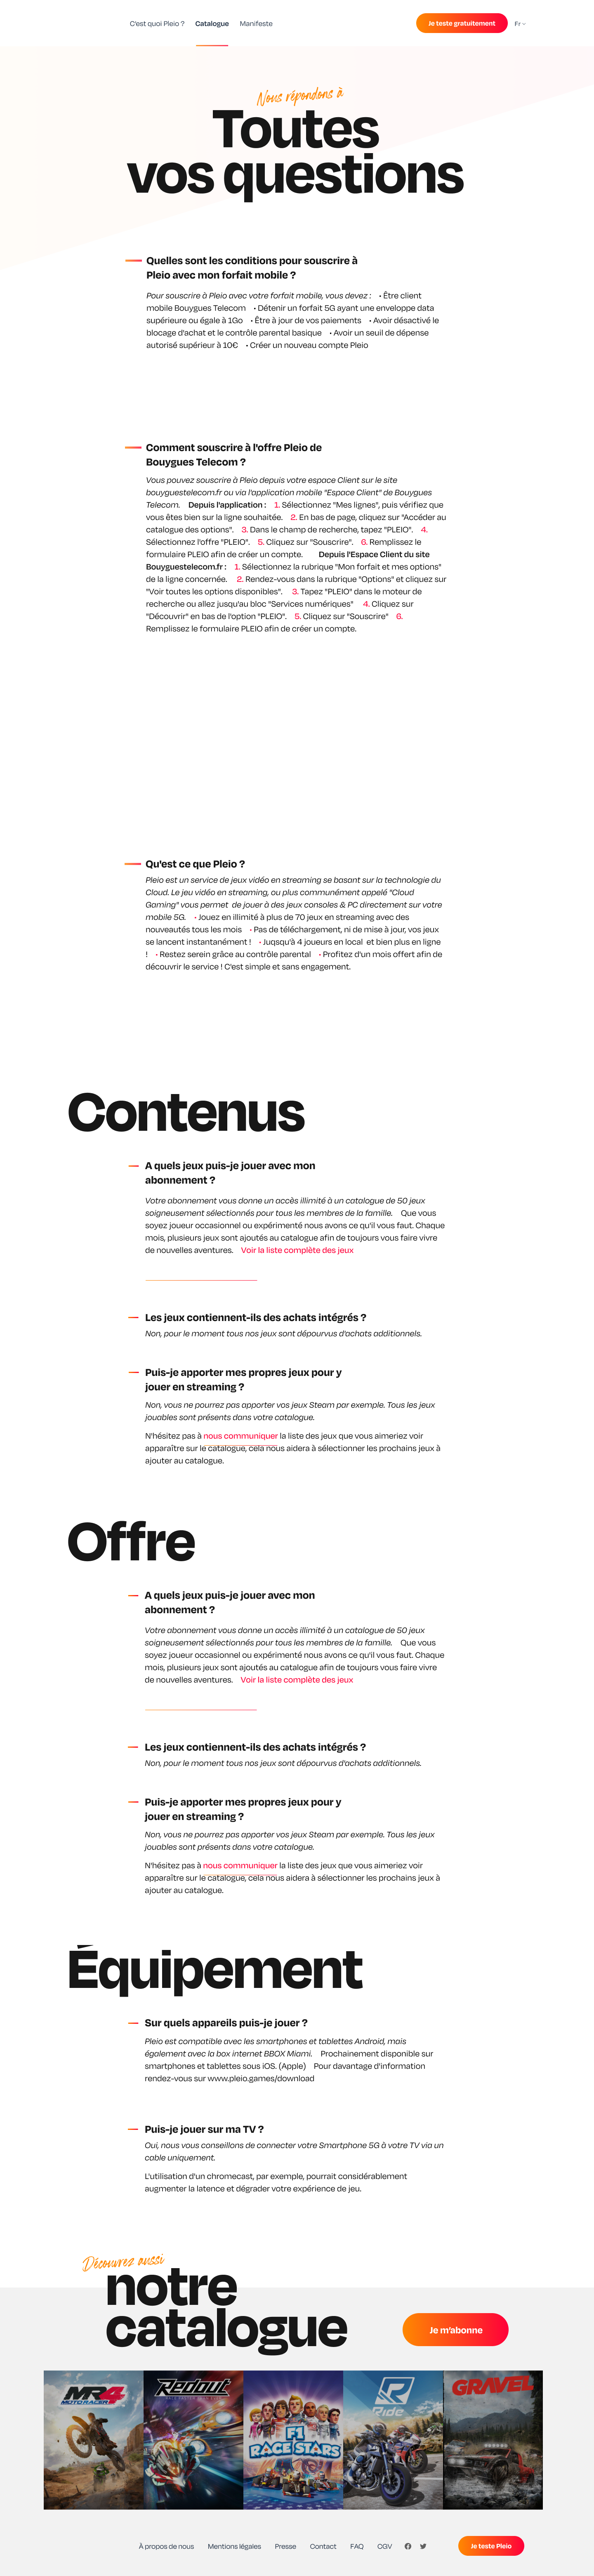 C'est quoi Pleio ? Catalogue Manifeste Je teste gratuitement Fr
Nous répondons à
Toutes
vos questions
Quelles sont les conditions pour souscrire à
Pleio avec mon forfait mobile ?
Pour souscrire à Pleio avec votre forfait mobile, vous devez : • Être client
mobile Bouygues Telecom • Détenir un forfait 5G ayant une enveloppe data
supérieure ou égale à 1Go • Être à jour de vos paiements • Avoir désactivé le
blocage d'achat et le contrôle parental basique • Avoir un seuil de dépense
autorisé supérieur à 10€ • Créer un nouveau compte Pleio
Comment souscrire à l'offre Pleio de
Bouygues Telecom ?
Vous pouvez souscrire à Pleio depuis votre espace Client sur le site
bouyguestelecom.fr ou via l'application mobile "Espace Client" de Bouygues
Telecom. Depuis l'application : 1. Sélectionnez "Mes lignes", puis vérifiez que
vous êtes bien sur la ligne souhaitée. 2. En bas de page, cliquez sur "Accéder au
catalogue des options". 3. Dans le champ de recherche, tapez "PLEIO". 4.
Sélectionnez l'offre "PLEIO". 5. Cliquez sur "Souscrire". 6. Remplissez le
formulaire PLEIO afin de créer un compte. Depuis l'Espace Client du site
Bouyguestelecom.fr : 1. Sélectionnez la rubrique "Mon forfait et mes options"
de la ligne concernée. 2. Rendez-vous dans la rubrique "Options" et cliquez sur
"Voir toutes les options disponibles". 3. Tapez "PLEIO" dans le moteur de
recherche ou allez jusqu'au bloc "Services numériques" 4. Cliquez sur
"Découvrir" en bas de l'option "PLEIO". 5. Cliquez sur "Souscrire" 6.
Remplissez le formulaire PLEIO afin de créer un compte.
Qu'est ce que Pleio ?
Pleio est un service de jeux vidéo en streaming se basant sur la technologie du
Cloud. Le jeu vidéo en streaming, ou plus communément appelé "Cloud
Gaming" vous permet de jouer à des jeux consoles & PC directement sur votre
mobile 5G. • Jouez en illimité à plus de 70 jeux en streaming avec des
nouveautés tous les mois • Pas de téléchargement, ni de mise à jour, vos jeux
se lancent instantanément ! • Juqsqu'à 4 joueurs en local et bien plus en ligne
! • Restez serein grâce au contrôle parental • Profitez d'un mois offert afin de
découvrir le service ! C'est simple et sans engagement.
Contenus
A quels jeux puis-je jouer avec mon
abonnement ?
Votre abonnement vous donne un accès illimité à un catalogue de 50 jeux
soigneusement sélectionnés pour tous les membres de la famille. Que vous
soyez joueur occasionnel ou expérimenté nous avons ce qu'il vous faut. Chaque
mois, plusieurs jeux sont ajoutés au catalogue afin de toujours vous faire vivre
de nouvelles aventures. Voir la liste complète des jeux
Les jeux contiennent-ils des achats intégrés ?
Non, pour le moment tous nos jeux sont dépourvus d'achats additionnels.
Puis-je apporter mes propres jeux pour y
jouer en streaming ?
Non, vous ne pourrez pas apporter vos jeux Steam par exemple. Tous les jeux
jouables sont présents dans votre catalogue.
N'hésitez pas à nous communiquer la liste des jeux que vous aimeriez voir
apparaître sur le catalogue, cela nous aidera à sélectionner les prochains jeux à
ajouter au catalogue.
Offre
A quels jeux puis-je jouer avec mon
abonnement ?
Votre abonnement vous donne un accès illimité à un catalogue de 50 jeux
soigneusement sélectionnés pour tous les membres de la famille. Que vous
soyez joueur occasionnel ou expérimenté nous avons ce qu'il vous faut. Chaque
mois, plusieurs jeux sont ajoutés au catalogue afin de toujours vous faire vivre
de nouvelles aventures. Voir la liste complète des jeux
Les jeux contiennent-ils des achats intégrés ?
Non, pour le moment tous nos jeux sont dépourvus d'achats additionnels.
Puis-je apporter mes propres jeux pour y
jouer en streaming ?
Non, vous ne pourrez pas apporter vos jeux Steam par exemple. Tous les jeux
jouables sont présents dans votre catalogue.
N'hésitez pas à nous communiquer la liste des jeux que vous aimeriez voir
apparaître sur le catalogue, cela nous aidera à sélectionner les prochains jeux à
ajouter au catalogue.
Équipement
Sur quels appareils puis-je jouer ?
Pleio est compatible avec les smartphones et tablettes Android, mais
également avec la box internet BBOX Miami. Prochainement disponible sur
smartphones et tablettes sous iOS. (Apple) Pour davantage d'information
rendez-vous sur www.pleio.games/download
Puis-je jouer sur ma TV ?
Oui, nous vous conseillons de connecter votre Smartphone 5G à votre TV via un
cable uniquement.
L'utilisation d'un chromecast, par exemple, pourrait considérablement
augmenter la latence et dégrader votre expérience de jeu.
Découvrez aussi
notre
catalogue
Je m'abonne
MR4 MOTO RACER 4
Redout
F1 RACE STARS
Ride
GRAVEL
À propos de nous Mentions légales Presse Contact FAQ CGV Je teste Pleio